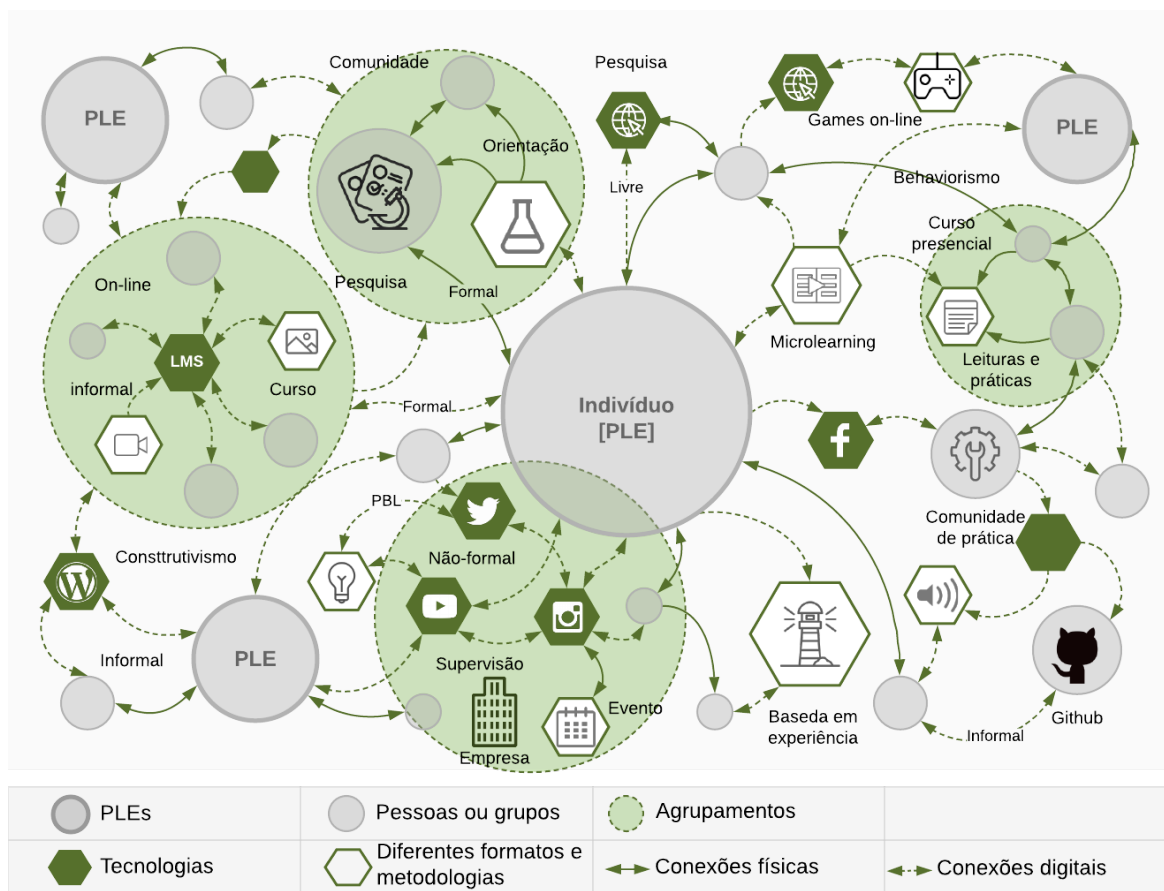 Comunidade
Pesquisa
PLE
Games on-line
PLE
Orientação
Livre
Behaviorismo
Curso
presencial
On-line
Pesquisa
Formal
LMS
Microlearning
informal
Curso
Leituras e
práticas
Formal
Indivíduo
[PLE]
PBL
Comunidade
de prática
Não-formal
Consttrutivismo
Informal
PLE
Supervisão
Evento
Baseda em
experiência
Github
Informal
Empresa
PLEs
Pessoas ou grupos
Agrupamentos
Tecnologias
Diferentes formatos e
metodologias
Conexões físicas
Conexões digitais